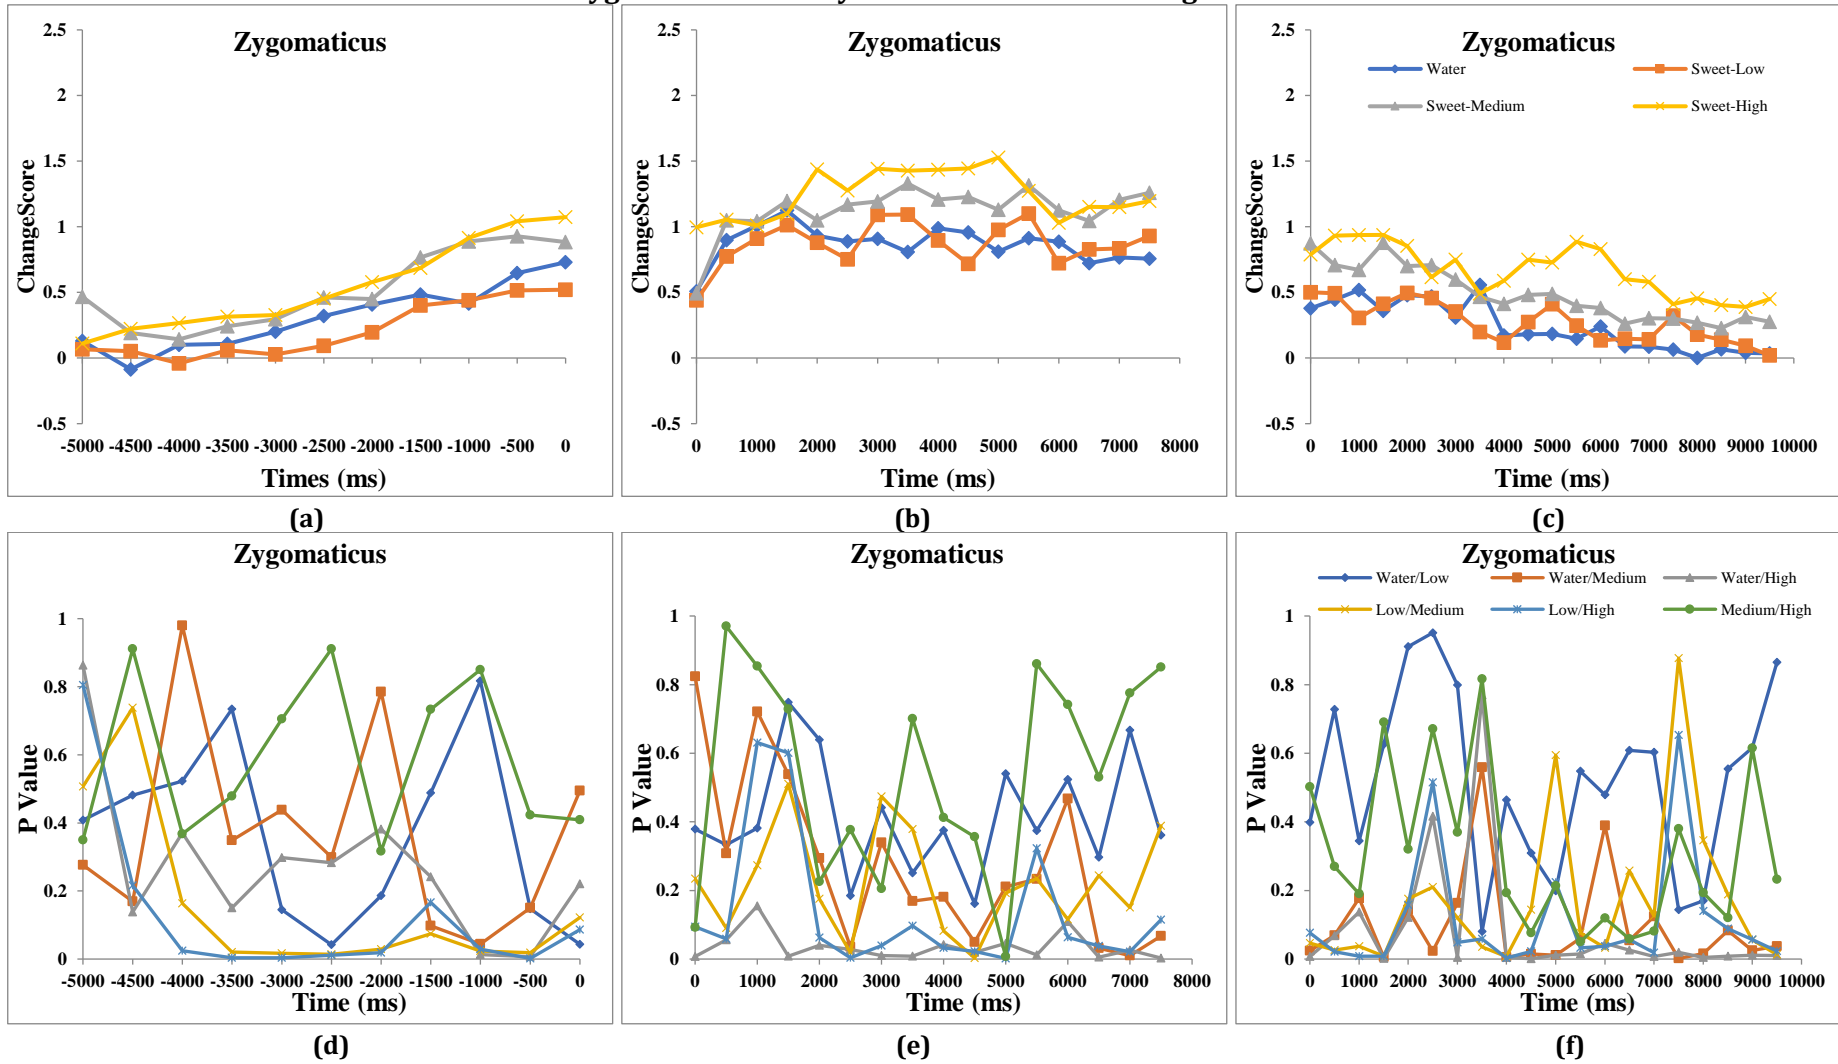 Zygomaticus
2.5
2
1.5
1
0.5
0
-0.5
ChangeScore
-5000 -4500 -4000 -3500 -3000 -2500 -2000 -1500 -1000 -500 0
Times (ms)
(a)
Zygomaticus
2.5
2
1.5
1
0.5
0
-0.5
ChangeScore
0 1000 2000 3000 4000 5000 6000 7000 8000
Time (ms)
(b)
Zygomaticus
Water Sweet-Low
Sweet-Medium Sweet-High
2.5
2
1.5
1
0.5
0
-0.5
ChangeScore
0 1000 2000 3000 4000 5000 6000 7000 8000 9000 10000
Time (ms)
(c)
Zygomaticus
1
0.8
0.6
0.4
0.2
0
P Value
-5000 -4500 -4000 -3500 -3000 -2500 -2000 -1500 -1000 -500 0
Time (ms)
(d)
Zygomaticus
1
0.8
0.6
0.4
0.2
0
P Value
0 1000 2000 3000 4000 5000 6000 7000 8000
Time (ms)
(e)
Zygomaticus
Water/Low Water/Medium Water/High
Low/Medium Low/High Medium/High
1
0.8
0.6
0.4
0.2
0
P Value
0 1000 2000 3000 4000 5000 6000 7000 8000 9000 10000
Time (ms)
(f)